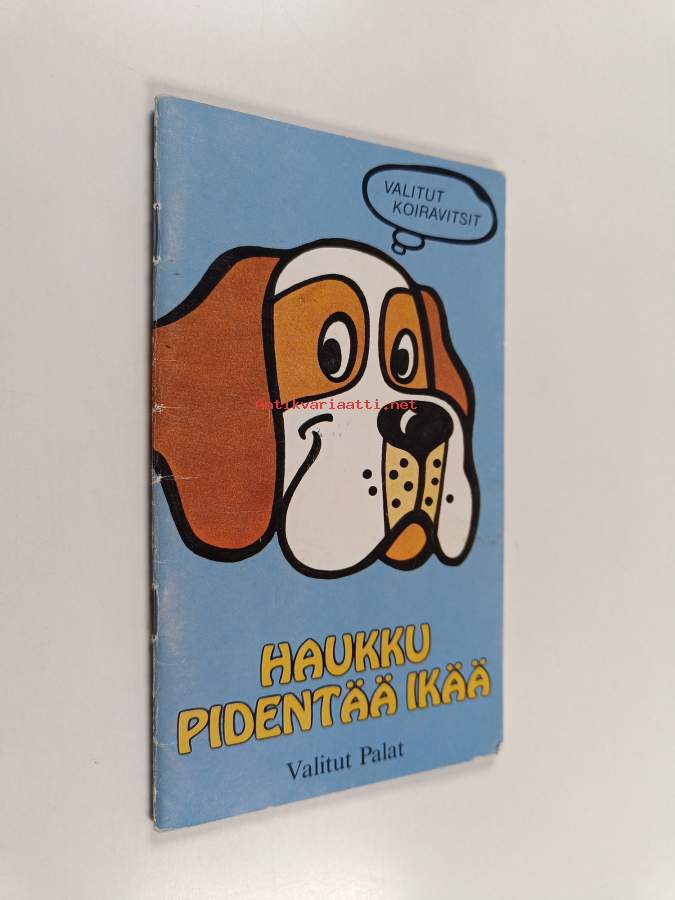 VALITUT
KOIRAVITSIT
Antikvariaatti.net
HAUKKU
PIDENTÄÄ IKÄÄ
Valitut Palat